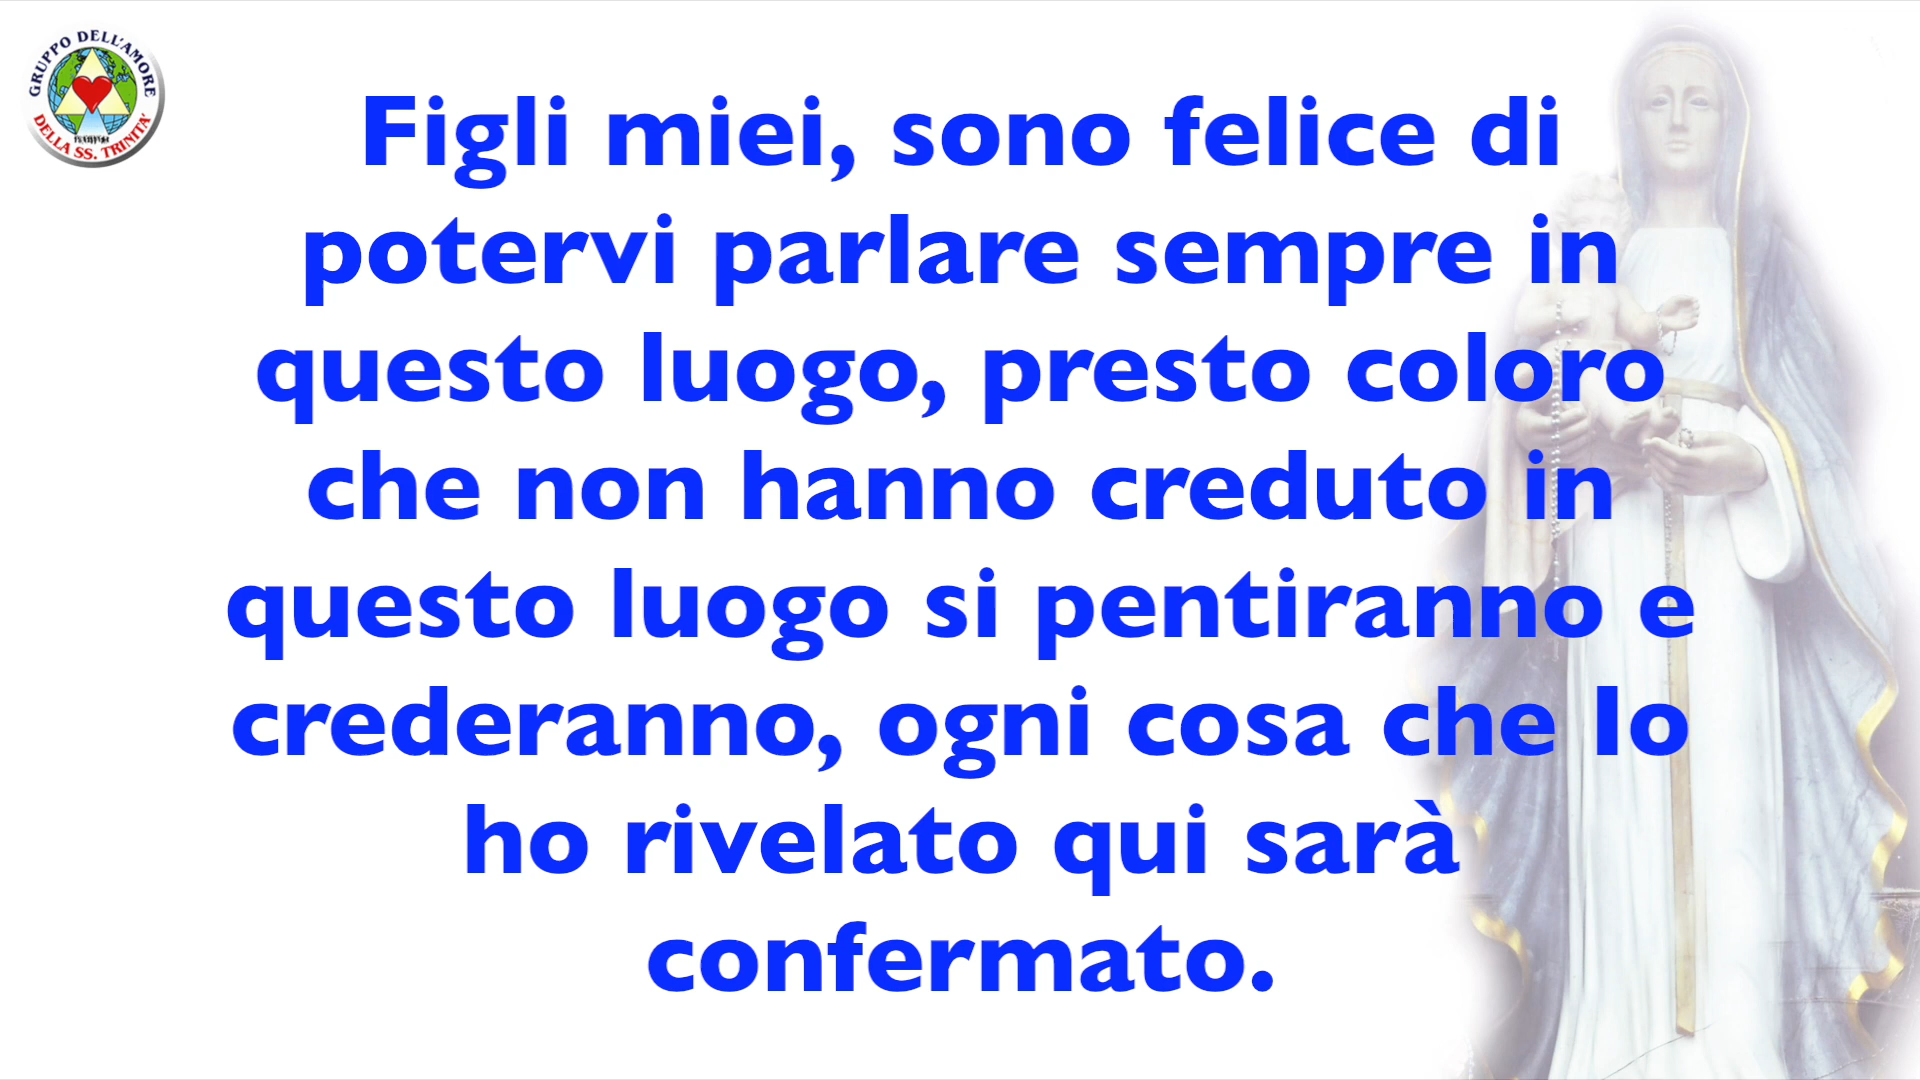 GRUPPO DELL'AMORE
DELLA SS. TRINITA'
Figli miei, sono felice di
potervi parlare sempre in
questo luogo, presto coloro
che non hanno creduto in
questo luogo si pentiranno e
crederanno, ogni cosa che Io
ho rivelato qui sarà
confermato.